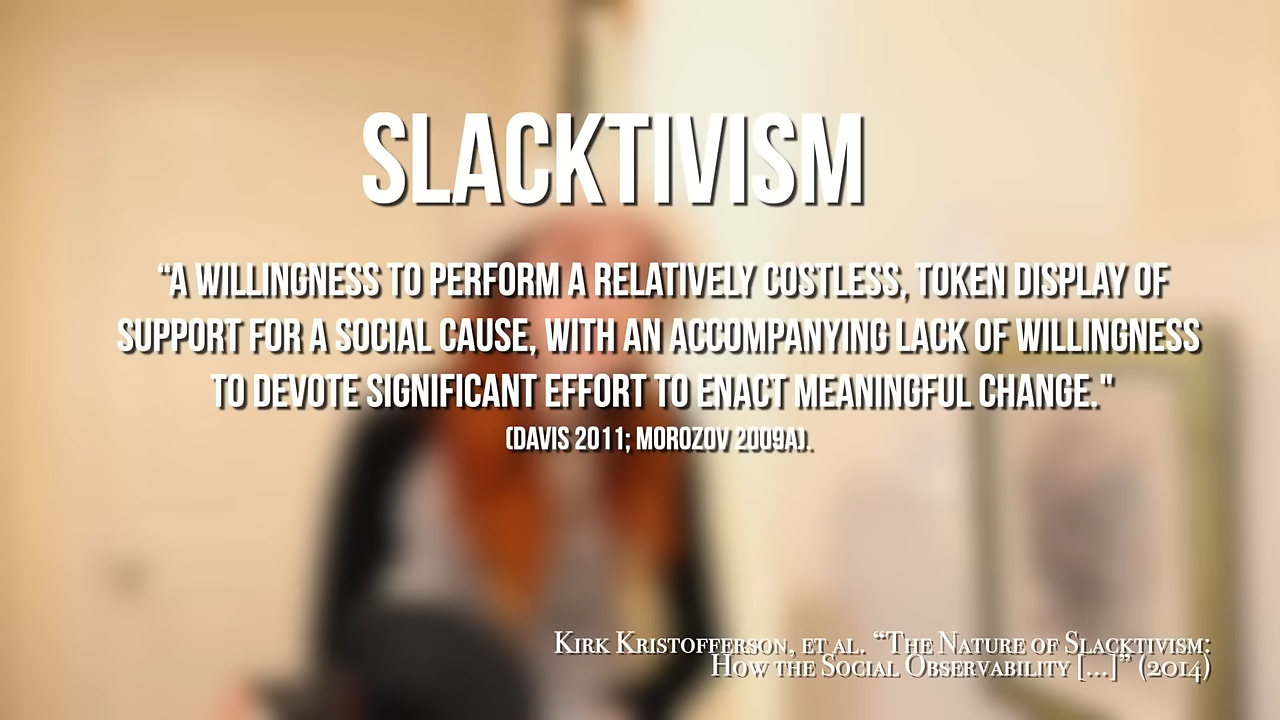 SLACKTIVISM
“A WILLINGNESS TO PERFORM A RELATIVELY COSTLESS, TOKEN DISPLAY OF
SUPPORT FOR A SOCIAL CAUSE, WITH AN ACCOMPANYING LACK OF WILLINGNESS
TO DEVOTE SIGNIFICANT EFFORT TO ENACT MEANINGFUL CHANGE."
(DAVIS 2011; MOROZOV 2009A).
Kirk Kristofferson, et al. “The Nature of Slacktivism:
How the Social Observability [...]” (2014)